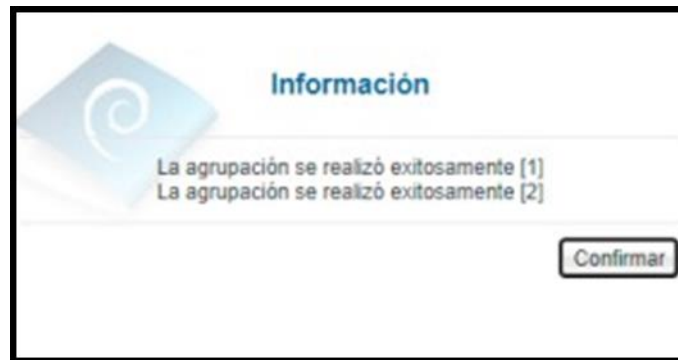 Información
La agrupación se realizó exitosamente [1]
La agrupación se realizó exitosamente [2]
Confirmar